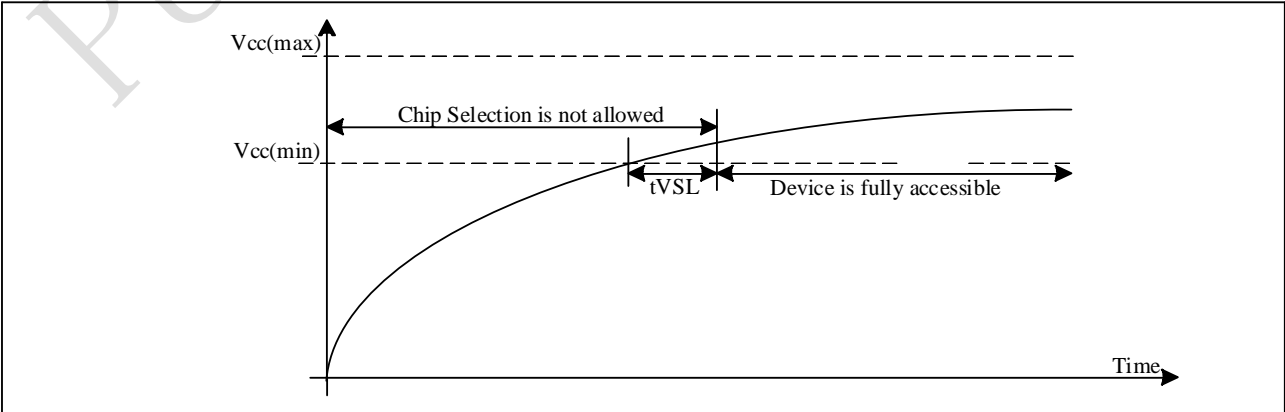 Vcc(max)
Chip Selection is not allowed
Vcc(min)
tVSL
Device is fully accessible
Time